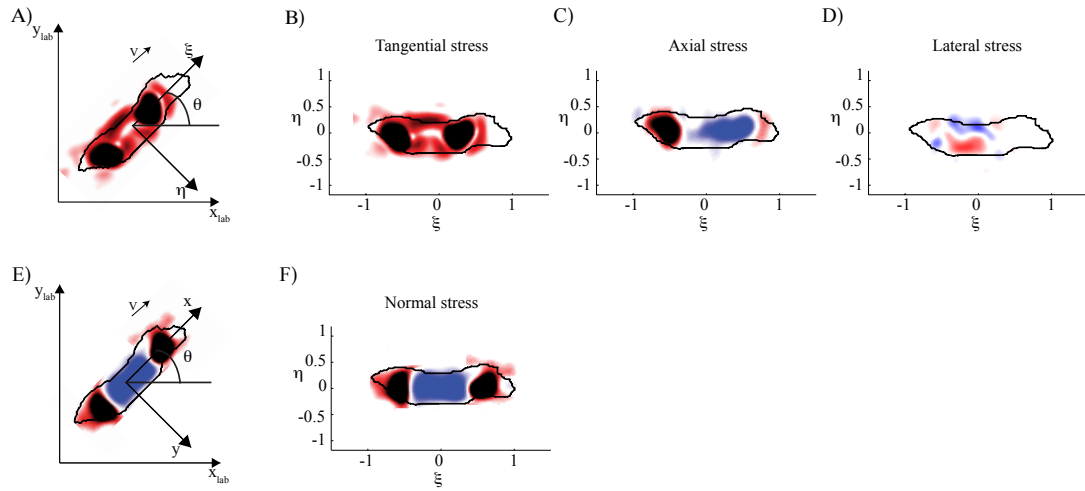 A)
y_lab
V
ξ
θ
η
x_lab
B)
Tangential stress
1
0.5
η 0
-0.5
-1
-1 0 1
ξ
C)
Axial stress
1
0.5
η 0
-0.5
-1
-1 0 1
ξ
D)
Lateral stress
1
0.5
η 0
-0.5
-1
-1 0 1
ξ
E)
y_lab
V
x
θ
y
x_lab
F)
Normal stress
1
0.5
η 0
-0.5
-1
-1 0 1
ξ